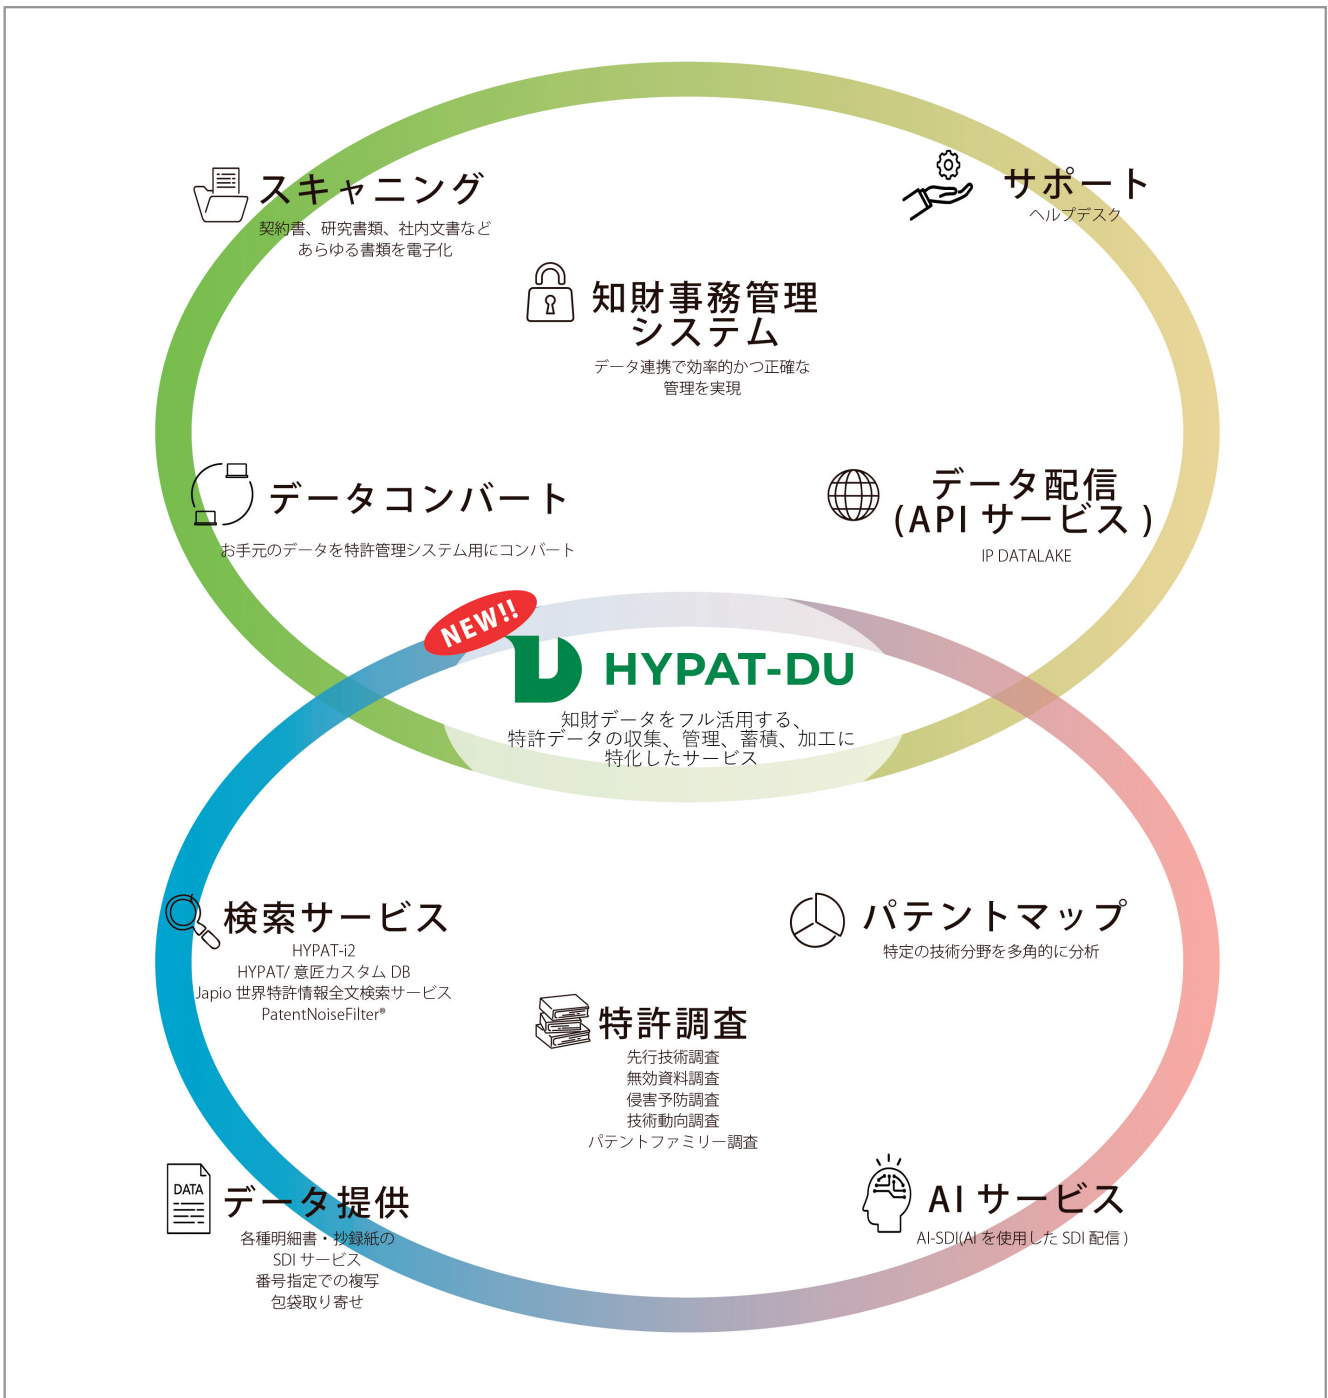 スキャニング
契約書、研究書類、社内文書など
あらゆる書類を電子化
サポート
ヘルプデスク
知財事務管理
システム
データ連携で効率的かつ正確な
管理を実現
データコンバート
お手元のデータを特許管理システム用にコンバート
データ配信
(API サービス )
IP DATALAKE
NEW!!
HYPAT-DU
知財データをフル活用する、
特許データの収集、管理、蓄積、加工に
特化したサービス
検索サービス
HYPAT-i2
HYPAT/ 意匠カスタム DB
Japio 世界特許情報全文検索サービス
PatentNoiseFilter®
パテントマップ
特定の技術分野を多角的に分析
特許調査
先行技術調査
無効資料調査
侵害予防調査
技術動向調査
パテントファミリー調査
DATA
データ提供
各種明細書・抄録紙の
SDI サービス
番号指定での複写
包袋取り寄せ
AI サービス
AI-SDI(AI を使用した SDI 配信 )